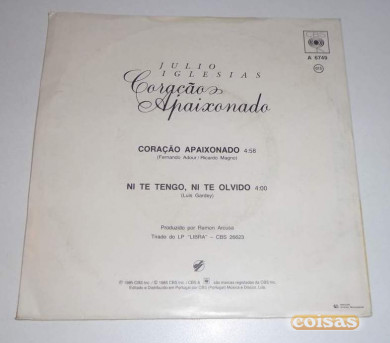 JULIO
IGLESIAS
Coração
Apaixonado
CBS
A 6749
CORAÇÃO APAIXONADO 4:56
(Fernando Adour / Ricardo Magno)
NI TE TENGO, NI TE OLVIDO 4:00
(Luis Gardey)
Produzido por Ramon Arcusa
Tirado do LP "LIBRA" – CBS 26623
coisas